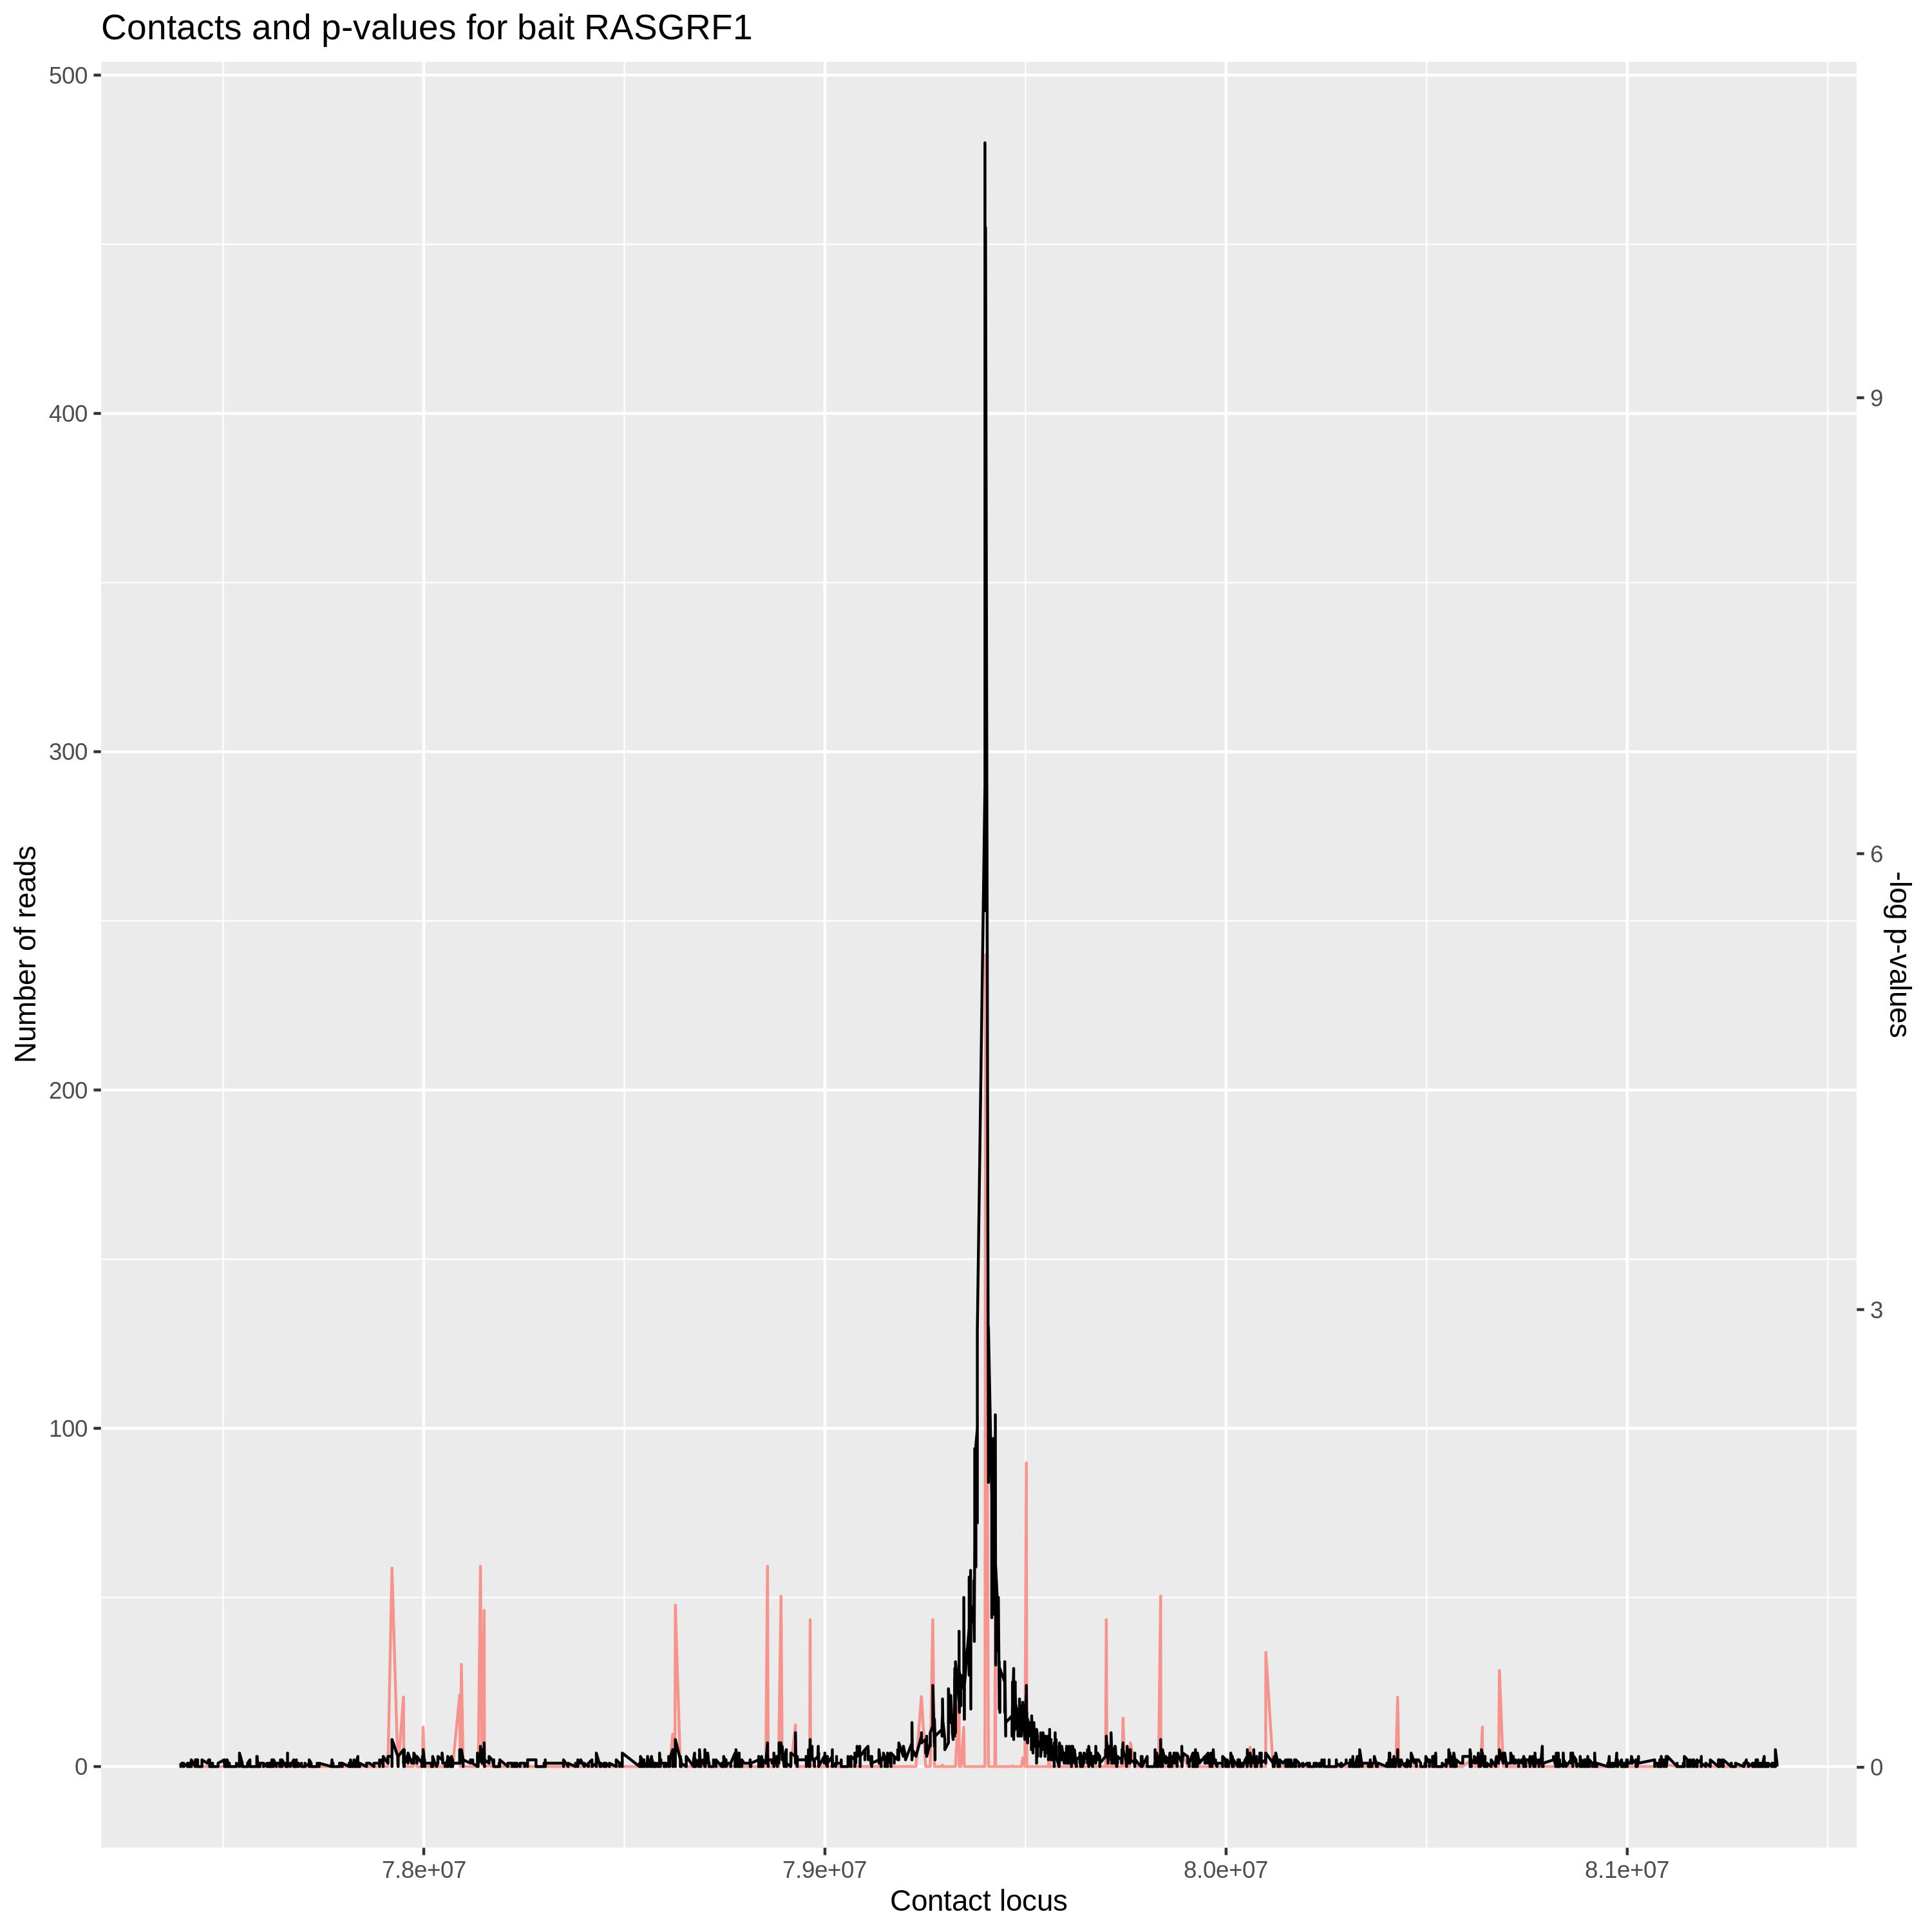 Contacts and p-values for bait RASGRF1
500
400
300
200
100
0
Number of reads
9
6
3
0
-log p-values
7.8e+07
7.9e+07
8.0e+07
8.1e+07
Contact locus